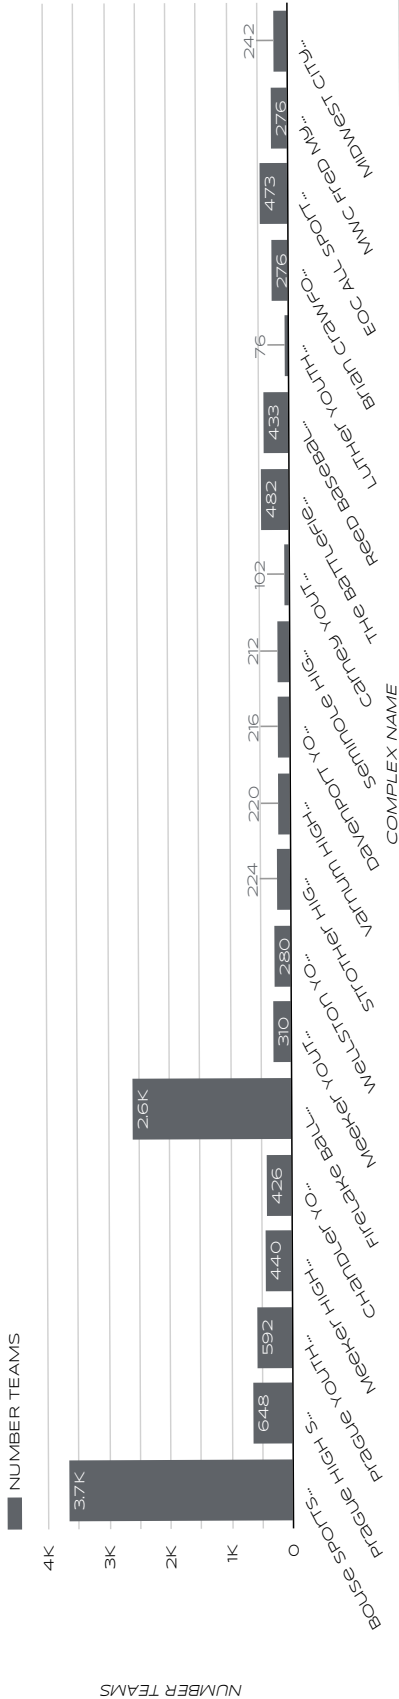 NUMBER TEAMS
NUMBER TEAMS
4K
3K
2K
1K
0
3.7K
648
592
440
426
2.6K
310
280
224
220
216
212
102
482
433
76
276
473
276
242
BOUSE SPORTS...
PRAGUE HIGH S...
PRAGUE YOUTH...
MEEKER HIGH...
CHANDLER YO...
FIRELAKE BALL...
MEEKER YOUT...
WELLSTON YO...
STROTHER HIG...
VARNUM HIGH...
DAVENPORT YO...
SEMINOLE HIG...
CARNEY YOUT...
THE BATTLEFIE...
REED BASEBAL...
LUTHER YOUTH...
BRIAN CRAWFO...
EOC ALL SPORT...
MWC FRED MY...
MIDWEST CITY...
COMPLEX NAME